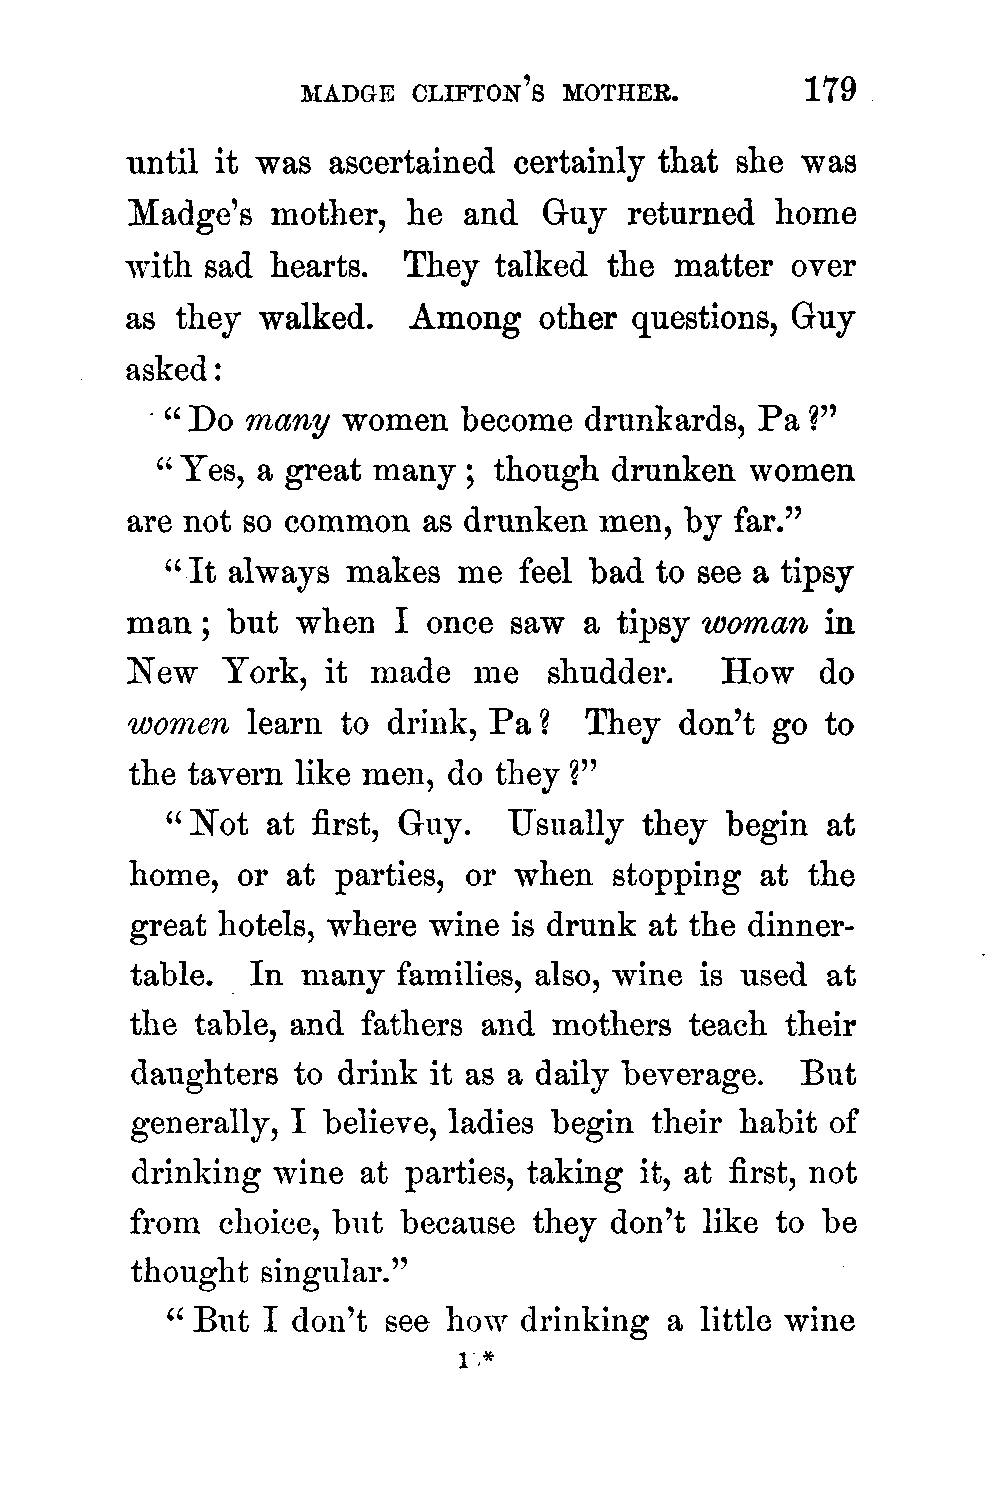 MADGE CLIFTON'S MOTHER. 179
until it was ascertained certainly that she was
Madge's mother, he and Guy returned home
with sad hearts. They talked the matter over
as they walked. Among other questions, Guy
asked:
"Do many women become drunkards, Pa?"
"Yes, a great many; though drunken women
are not so common as drunken men, by far."
"It always makes me feel bad to see a tipsy
man; but when I once saw a tipsy woman in
New York, it made me shudder. How do
women learn to drink, Pa? They don't go to
the tavern like men, do they?"
"Not at first, Guy. Usually they begin at
home, or at parties, or when stopping at the
great hotels, where wine is drunk at the dinner-
table. In many families, also, wine is used at
the table, and fathers and mothers teach their
daughters to drink it as a daily beverage. But
generally, I believe, ladies begin their habit of
drinking wine at parties, taking it, at first, not
from choice, but because they don't like to be
thought singular."
"But I don't see how drinking a little wine